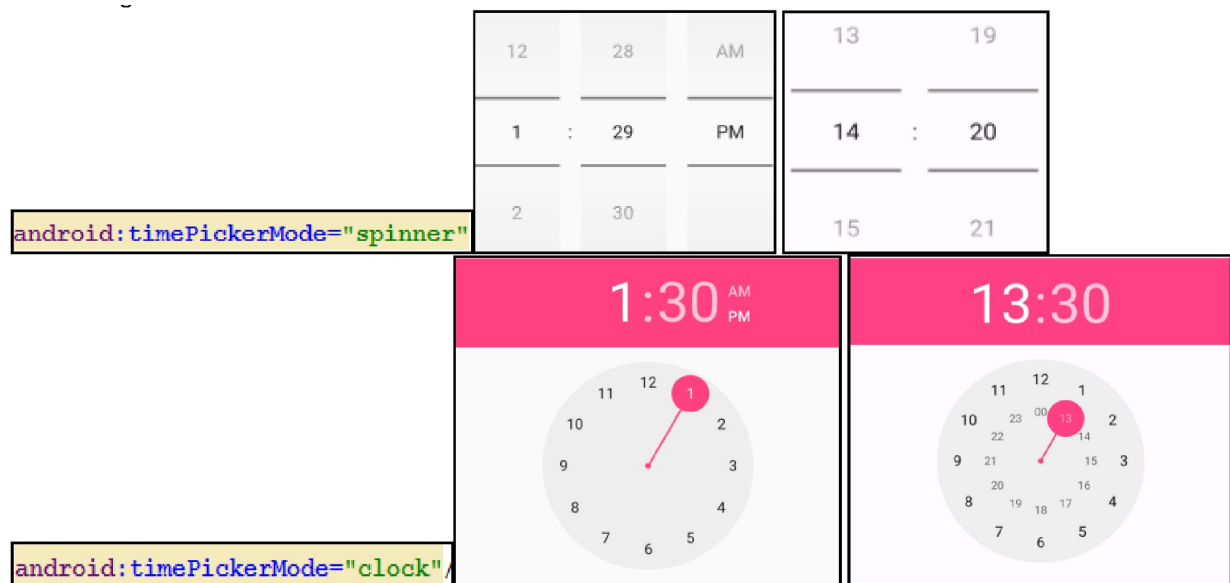 12 28 AM
1 : 29 PM
2 30
13 19
14 : 20
15 21
android:timePickerMode="spinner"
1:30 AM
PM
12
11 1
10 2
9 3
8 4
7 5
6
13:30
12
11 1
00
10 23 13 2
22 14
9 21 15 3
20 16
8 19 17 4
18
7 5
6
android:timePickerMode="clock"/